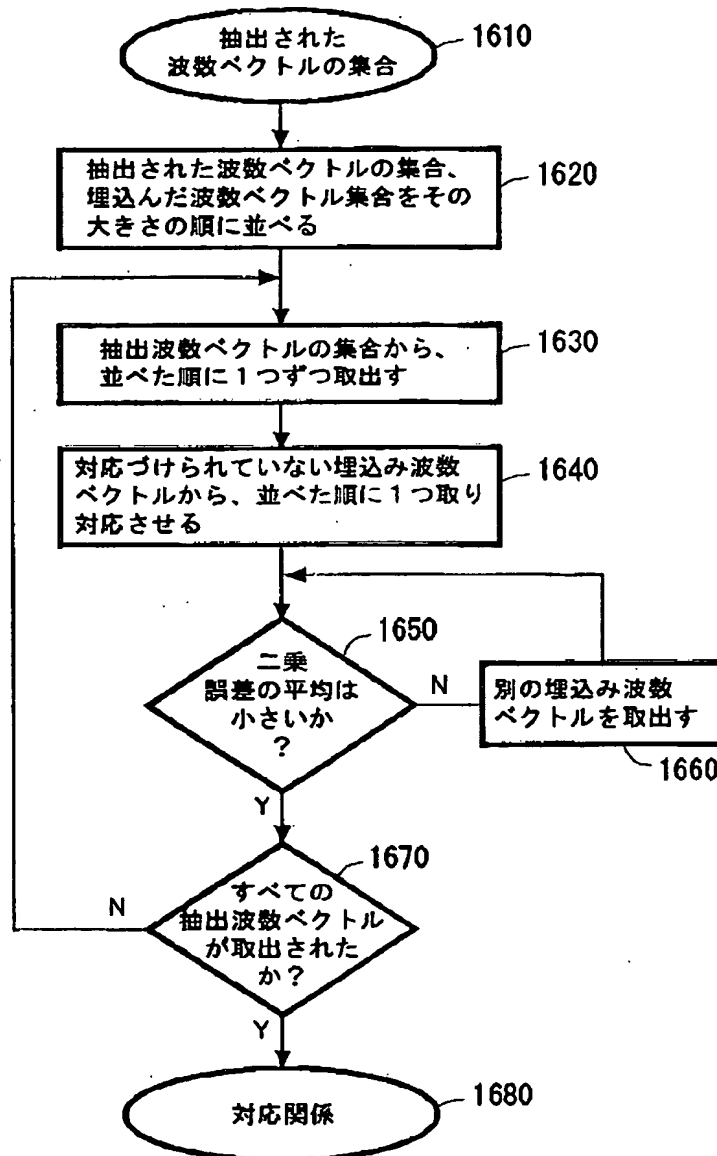 抽出された
波数ベクトルの集合
1610
抽出された波数ベクトルの集合、
埋込んだ波数ベクトル集合をその
大きさの順に並べる
1620
抽出波数ベクトルの集合から、
並べた順に1つずつ取出す
1630
対応づけられていない埋込み波数
ベクトルから、並べた順に1つ取り
対応させる
1640
二乗
誤差の平均は
小さいか
?
1650
N
別の埋込み波数
ベクトルを取出す
1660
Y
すべての
抽出波数ベクトル
が取出された
か?
1670
N
Y
対応関係
1680